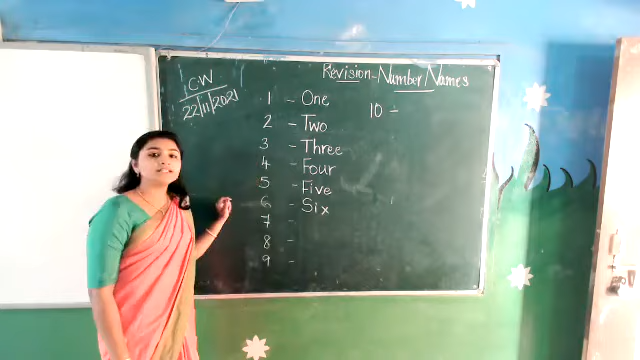 Revision - Number Names
CW
22/11/2021
1 - One
2 - Two
3 - Three
4 - Four
5 - Five
6 - Six
7 -
8 -
9 -
10 -